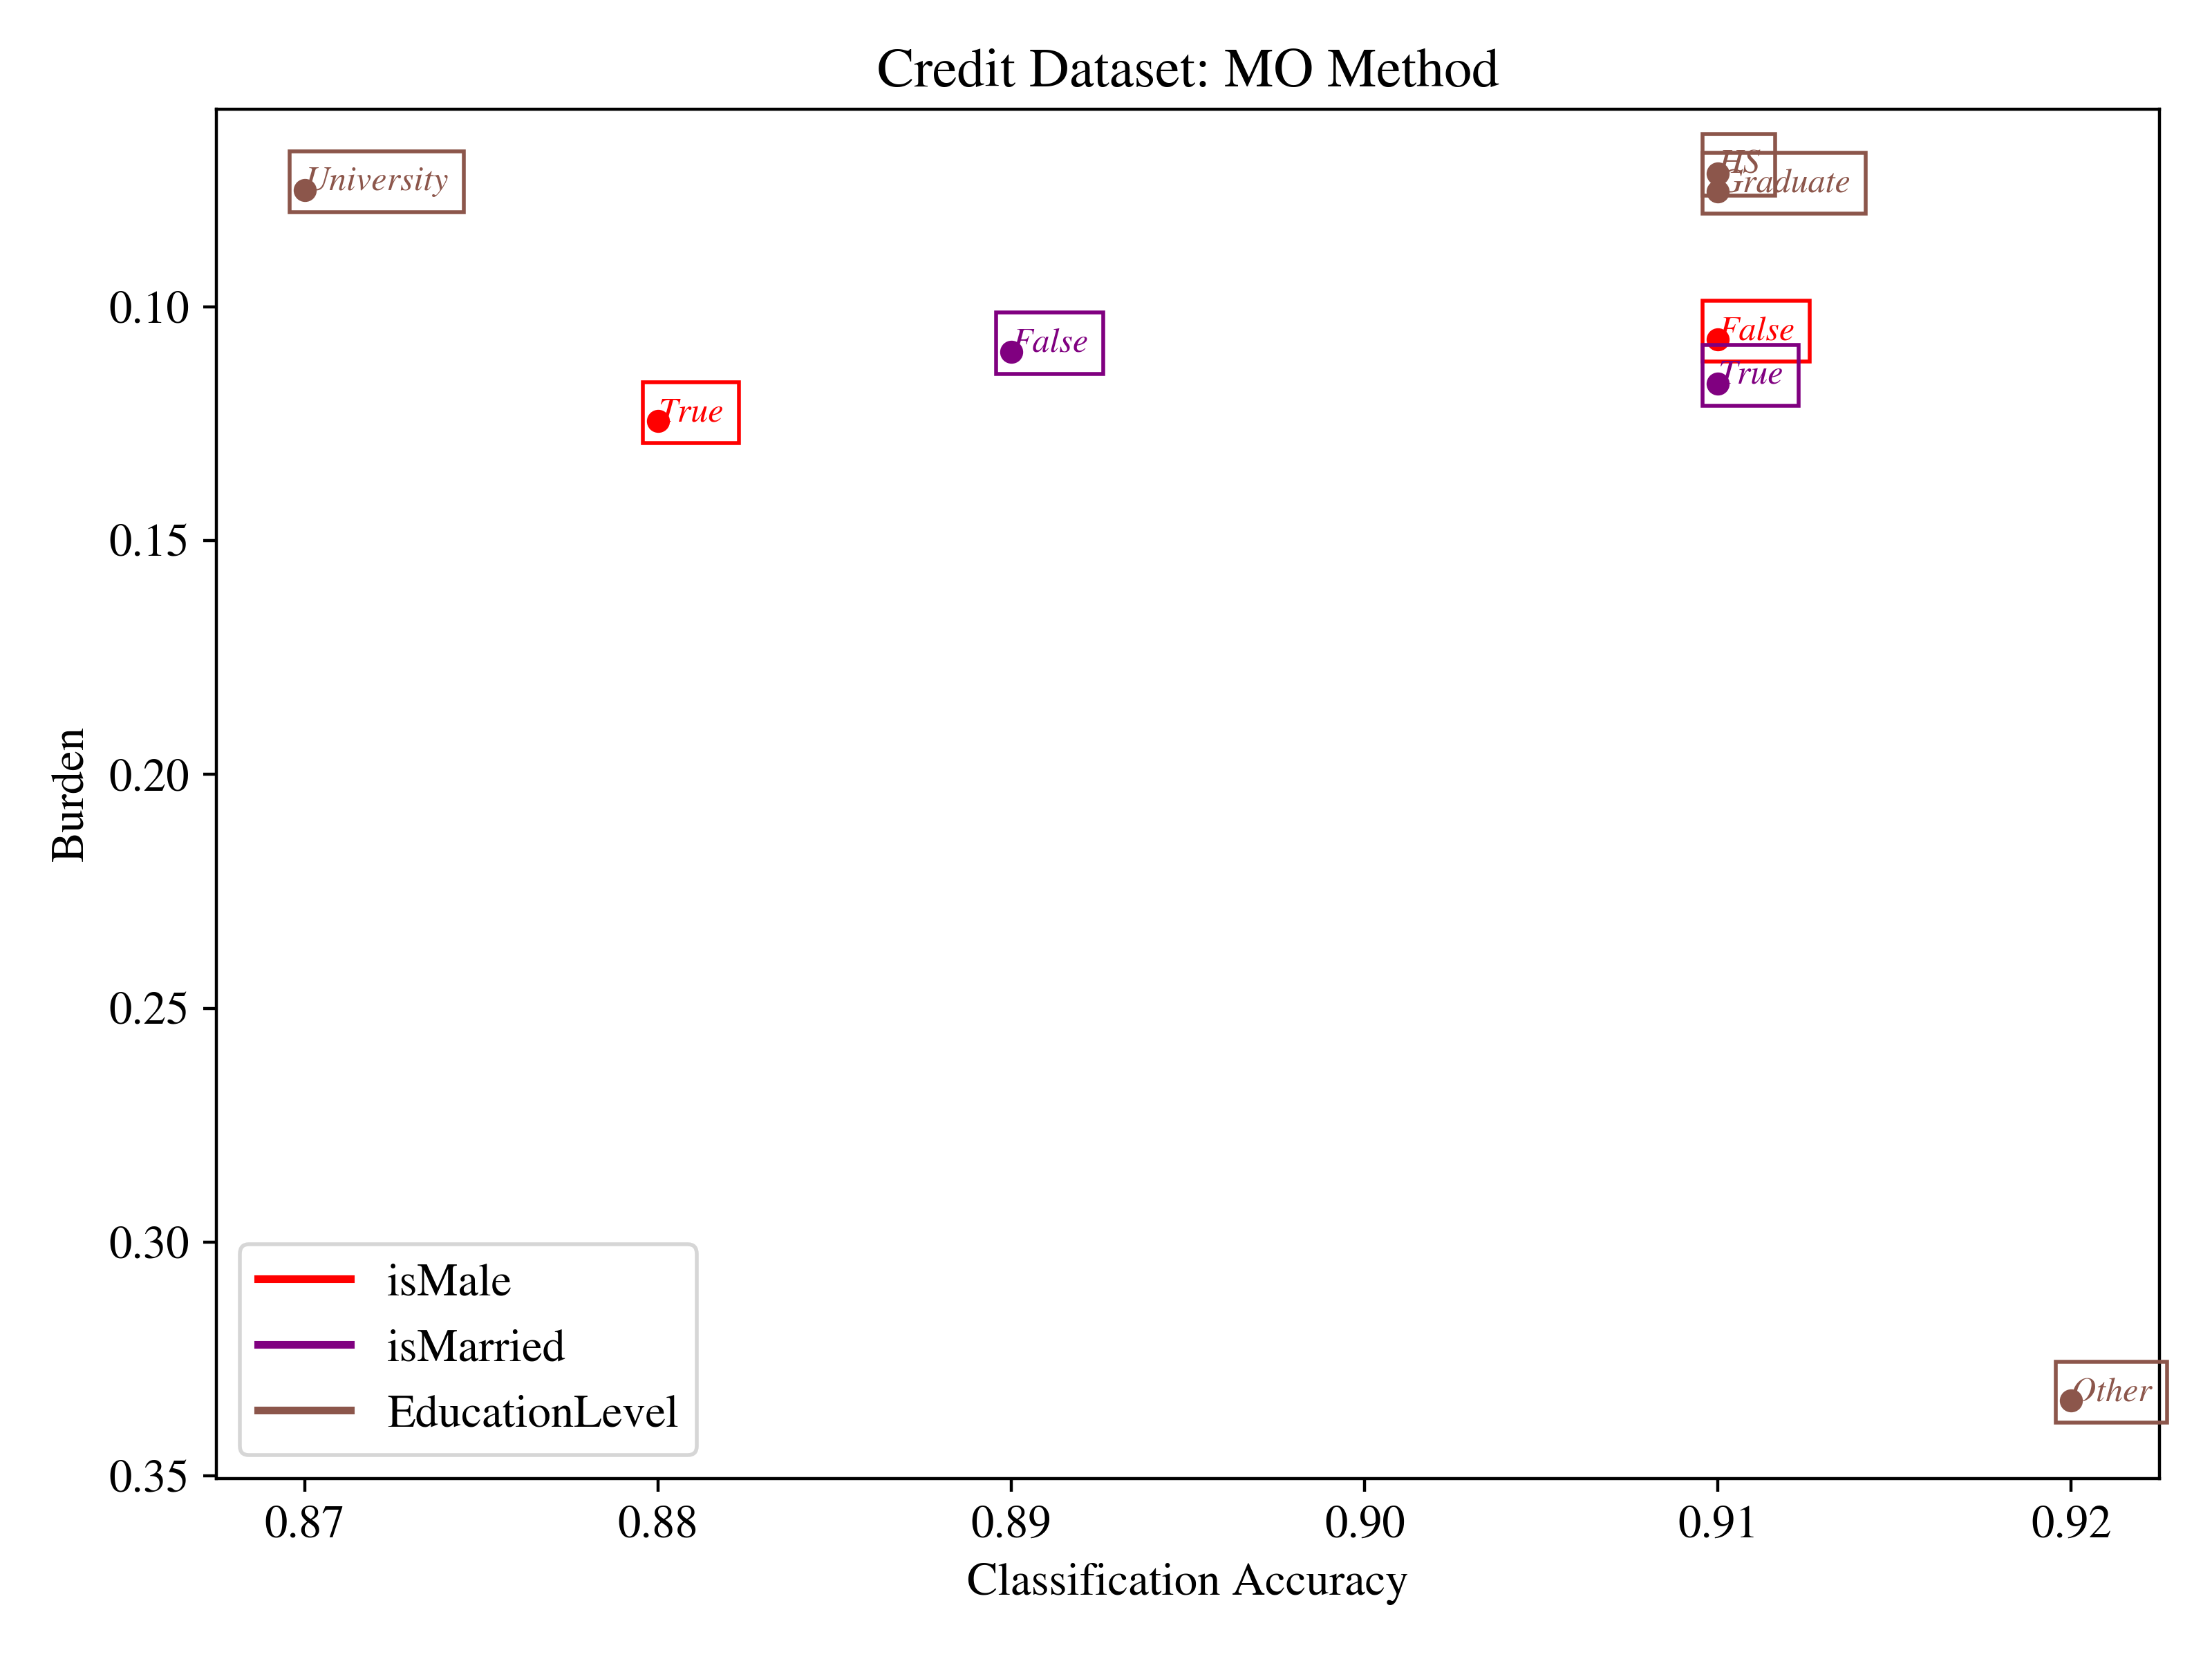 Credit Dataset: MO Method
University
HS
Graduate
0.10
False
False
True
True
0.15
0.20
Burden
0.25
0.30
isMale
isMarried
EducationLevel
Other
0.35
0.87 0.88 0.89 0.90 0.91 0.92
Classification Accuracy